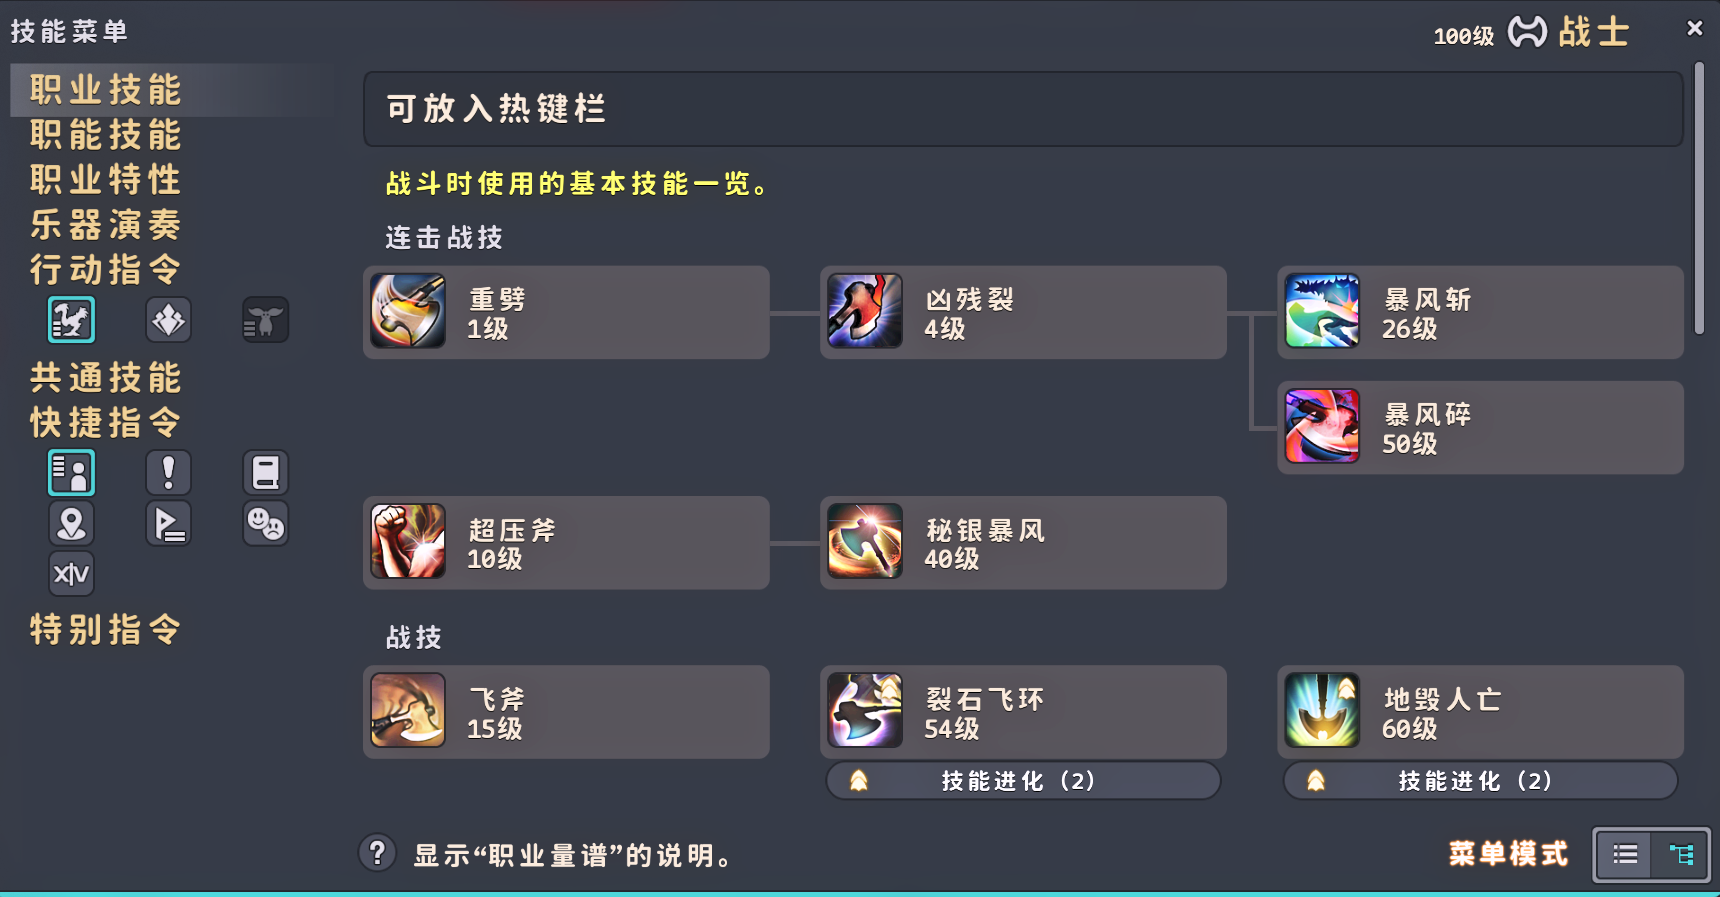 技能菜单
100级 战士
职业技能
职能技能
职业特性
乐器演奏
行动指令
共通技能
快捷指令
XIV
特别指令
可放入热键栏
战斗时使用的基本技能一览。
连击战技
重劈
1级
凶残裂
4级
暴风斩
26级
暴风碎
50级
超压斧
10级
秘银暴风
40级
战技
飞斧
15级
裂石飞环
54级
技能进化（2）
地毁人亡
60级
技能进化（2）
? 显示“职业量谱”的说明。
菜单模式